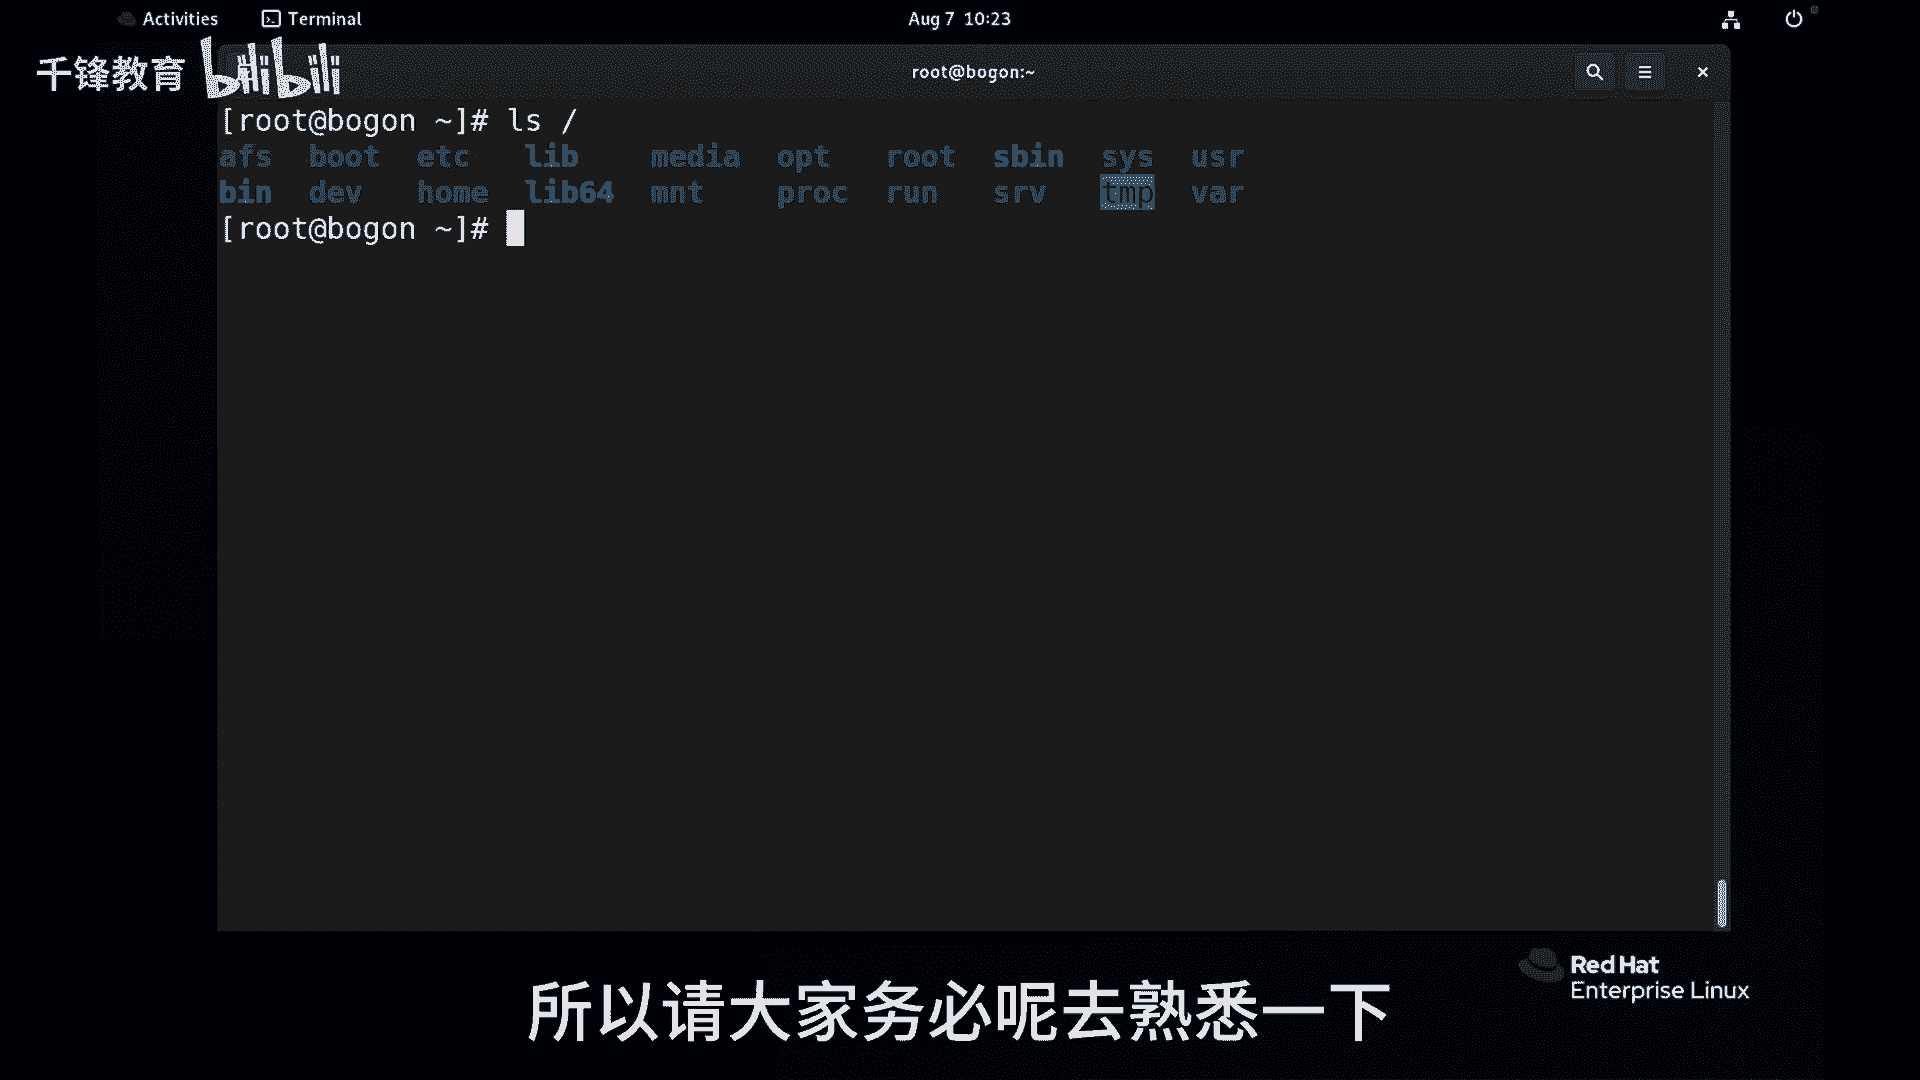 Activities Terminal Aug 7 10:23
千锋教育 bilibili root@bogon:~
[root@bogon ~]# ls /
afs boot etc lib media opt root sbin sys usr
bin dev home lib64 mnt proc run srv tmp var
[root@bogon ~]#
Red Hat
Enterprise Linux
所以请大家务必呢去熟悉一下